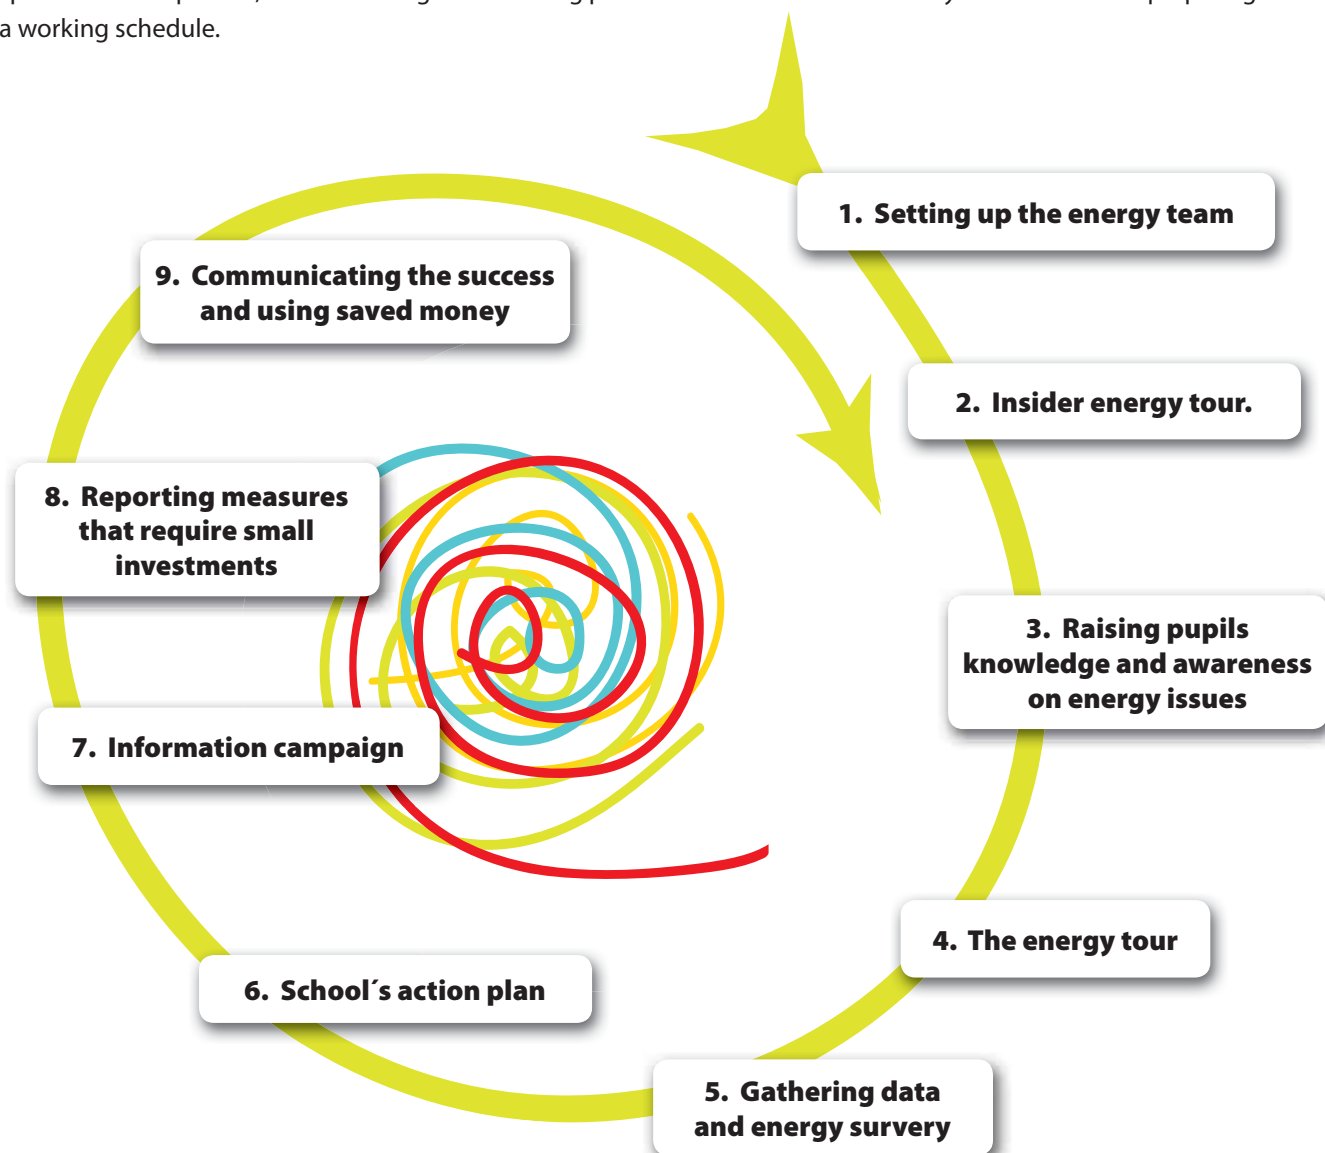 a working schedule.
1. Setting up the energy team
2. Insider energy tour.
3. Raising pupils
knowledge and awareness
on energy issues
4. The energy tour
5. Gathering data
and energy survery
6. School´s action plan
7. Information campaign
8. Reporting measures
that require small
investments
9. Communicating the success
and using saved money